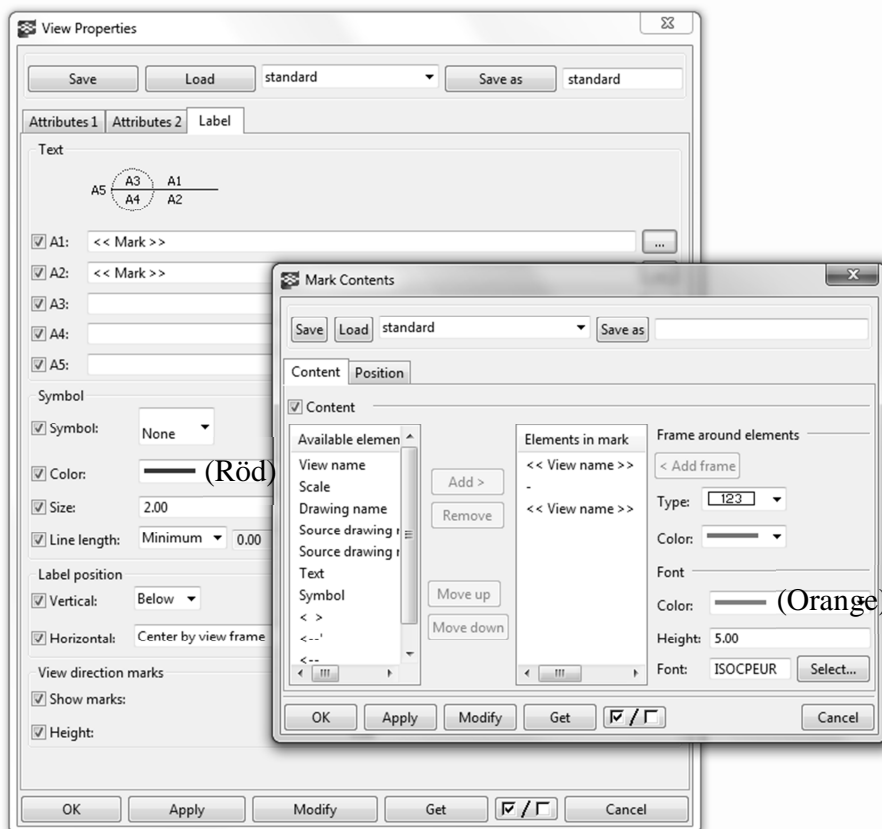 View Properties
Save Load standard Save as standard
Attributes 1 Attributes 2 Label
Text
A5 A3 A1
A4 A2
A1: << Mark >> ...
A2: << Mark >>
A3:
A4:
A5:
Symbol
Symbol: None
Color: (Röd)
Size: 2.00
Line length: Minimum 0.00
Label position
Vertical: Below
Horizontal: Center by view frame
View direction marks
Show marks:
Height:
OK Apply Modify Get / Cancel
Mark Contents
Save Load standard Save as
Content Position
Content
Available elemen
View name
Scale
Drawing name
Source drawing
Source drawing
Text
Symbol
< >
<--'
<--
Add >
Remove
Move up
Move down
Elements in mark
<< View name >>
-
<< View name >>
Frame around elements
< Add frame
Type: 123
Color:
Font
Color: (Orange)
Height: 5.00
Font: ISOCPEUR Select...
OK Apply Modify Get / Cancel